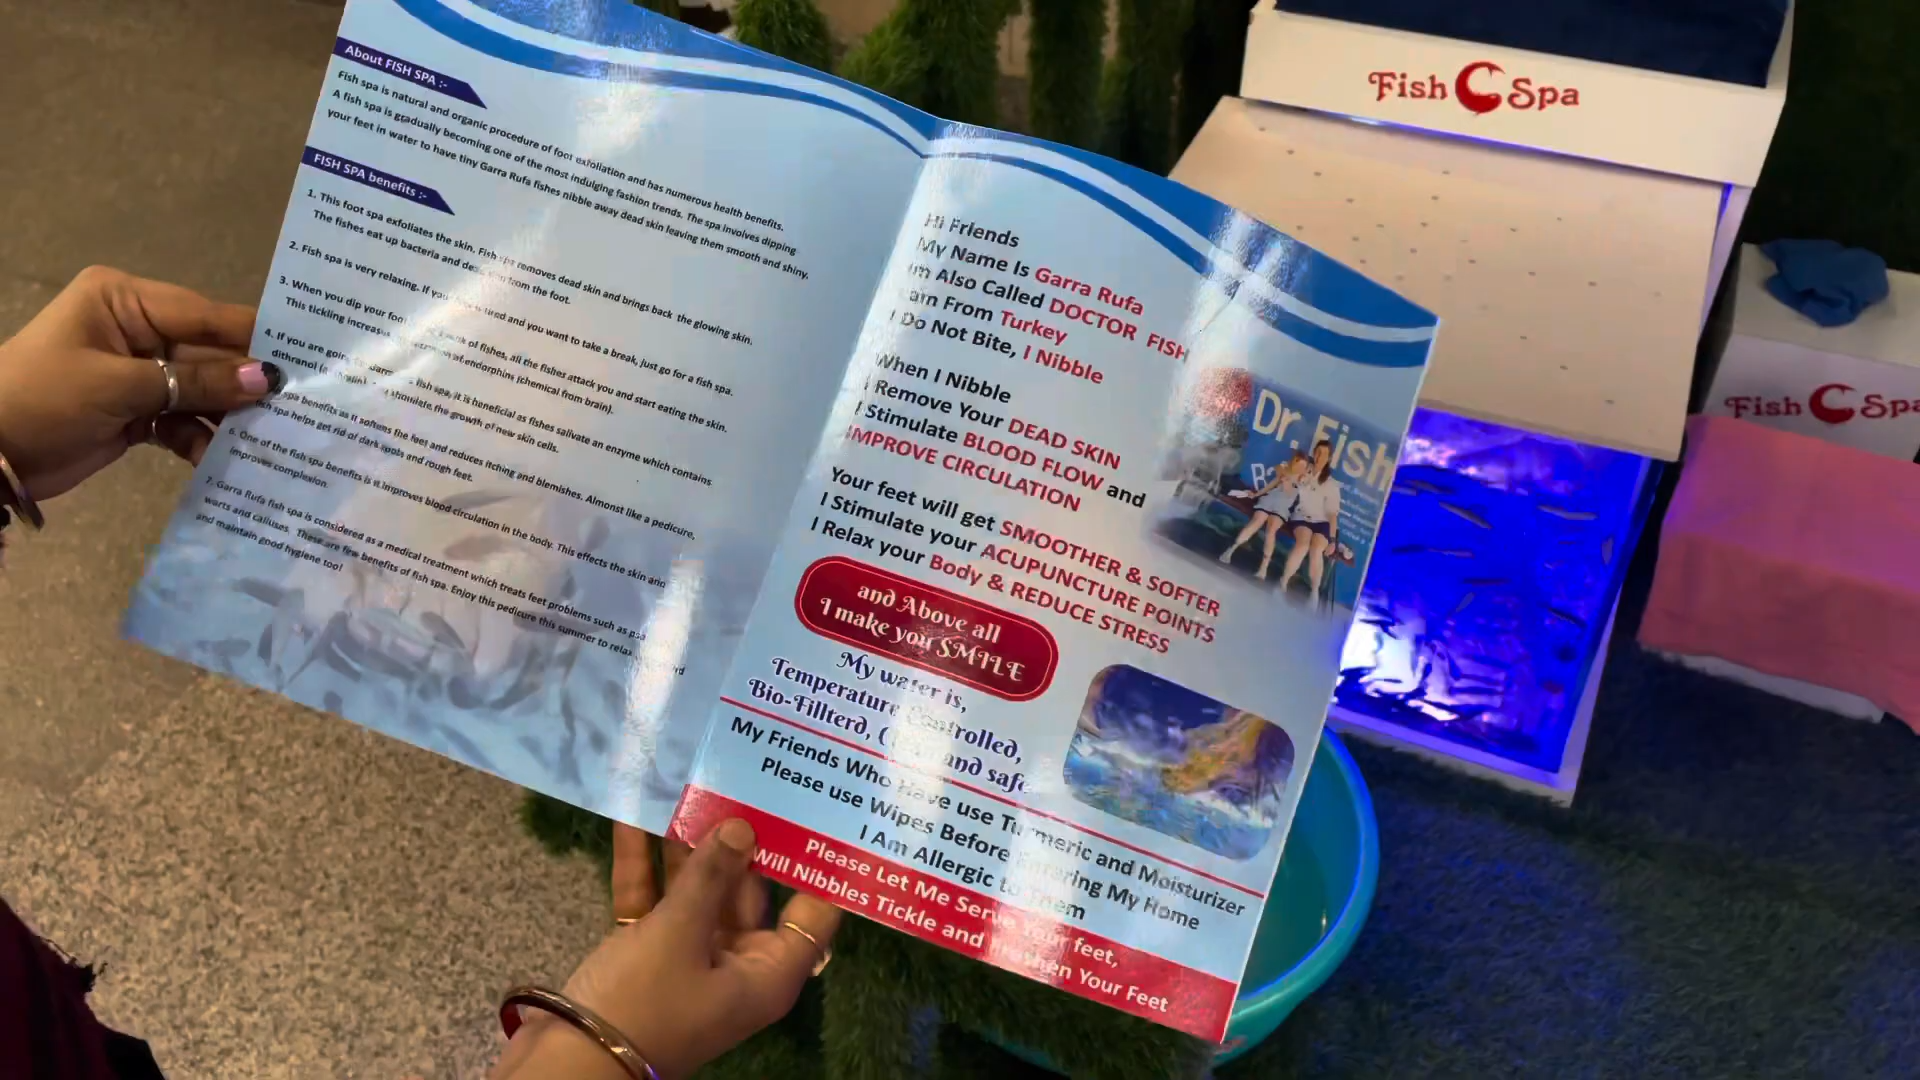 About FISH SPA :-
Fish spa is natural and organic procedure of foot exfoliation and has numerous health benefits.
A fish spa is gradually becoming one of the most indulging fashion trends. The spa involves dipping
your feet in water to have tiny Garra Rufa fishes nibble away dead skin leaving them smooth and shiny.
FISH SPA benefits :-
1. This foot spa exfoliates the skin. Fish spa removes dead skin and brings back the glowing skin.
The fishes eat up bacteria and dead skin from the foot.
2. Fish spa is very relaxing. If you are tired and you want to take a break, just go for a fish spa.
3. When you dip your foot of fishes, all the fishes attack you and start eating the skin.
This tickling increases of endorphins (chemical from brain).
4. If you are going fish spa, it is beneficial as fishes salivate an enzyme which contains
dithranol stimulate the growth of new skin cells.
spa benefits as it softens the feet and reduces itching and blemishes. Almonst like a pedicure,
fish spa helps get rid of dark spots and rough feet.
6. One of the fish spa benefits is it improves blood circulation in the body. This effects the skin and
improves complexion.
7. Garra Rufa fish spa is considered as a medical treatment which treats feet problems such as
warts and calluses. These are few benefits of fish spa. Enjoy this pedicure this summer to relax
and maintain good hygiene too!
Hi Friends
My Name Is Garra Rufa
Also Called DOCTOR FISH
am From Turkey
I Do Not Bite, I Nibble
When I Nibble
I Remove Your DEAD SKIN
I Stimulate BLOOD FLOW and
IMPROVE CIRCULATION
Your feet will get SMOOTHER & SOFTER
I Stimulate your ACUPUNCTURE POINTS
I Relax your Body & REDUCE STRESS
and Above all
I make you SMILE
My water is,
Temperature controlled,
Bio-Fillterd, and safe
My Friends Who Have use Turmeric and Moisturizer
Please use Wipes Before Entering My Home
I Am Allergic to Them
Please Let Me Serve Your feet,
Will Nibbles Tickle and Freshen Your Feet
Dr. Fish
Fish Spa
Fish Spa